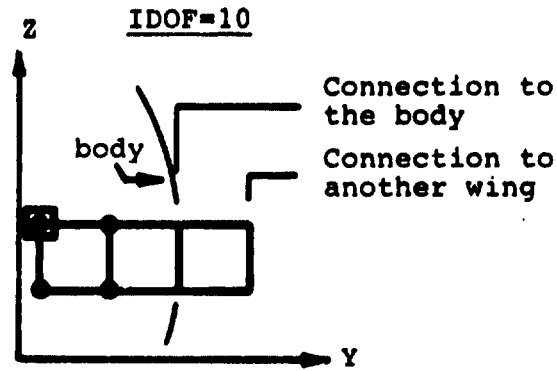 IDOF=10
Z
Connection to
the body
body
Connection to
another wing
Y